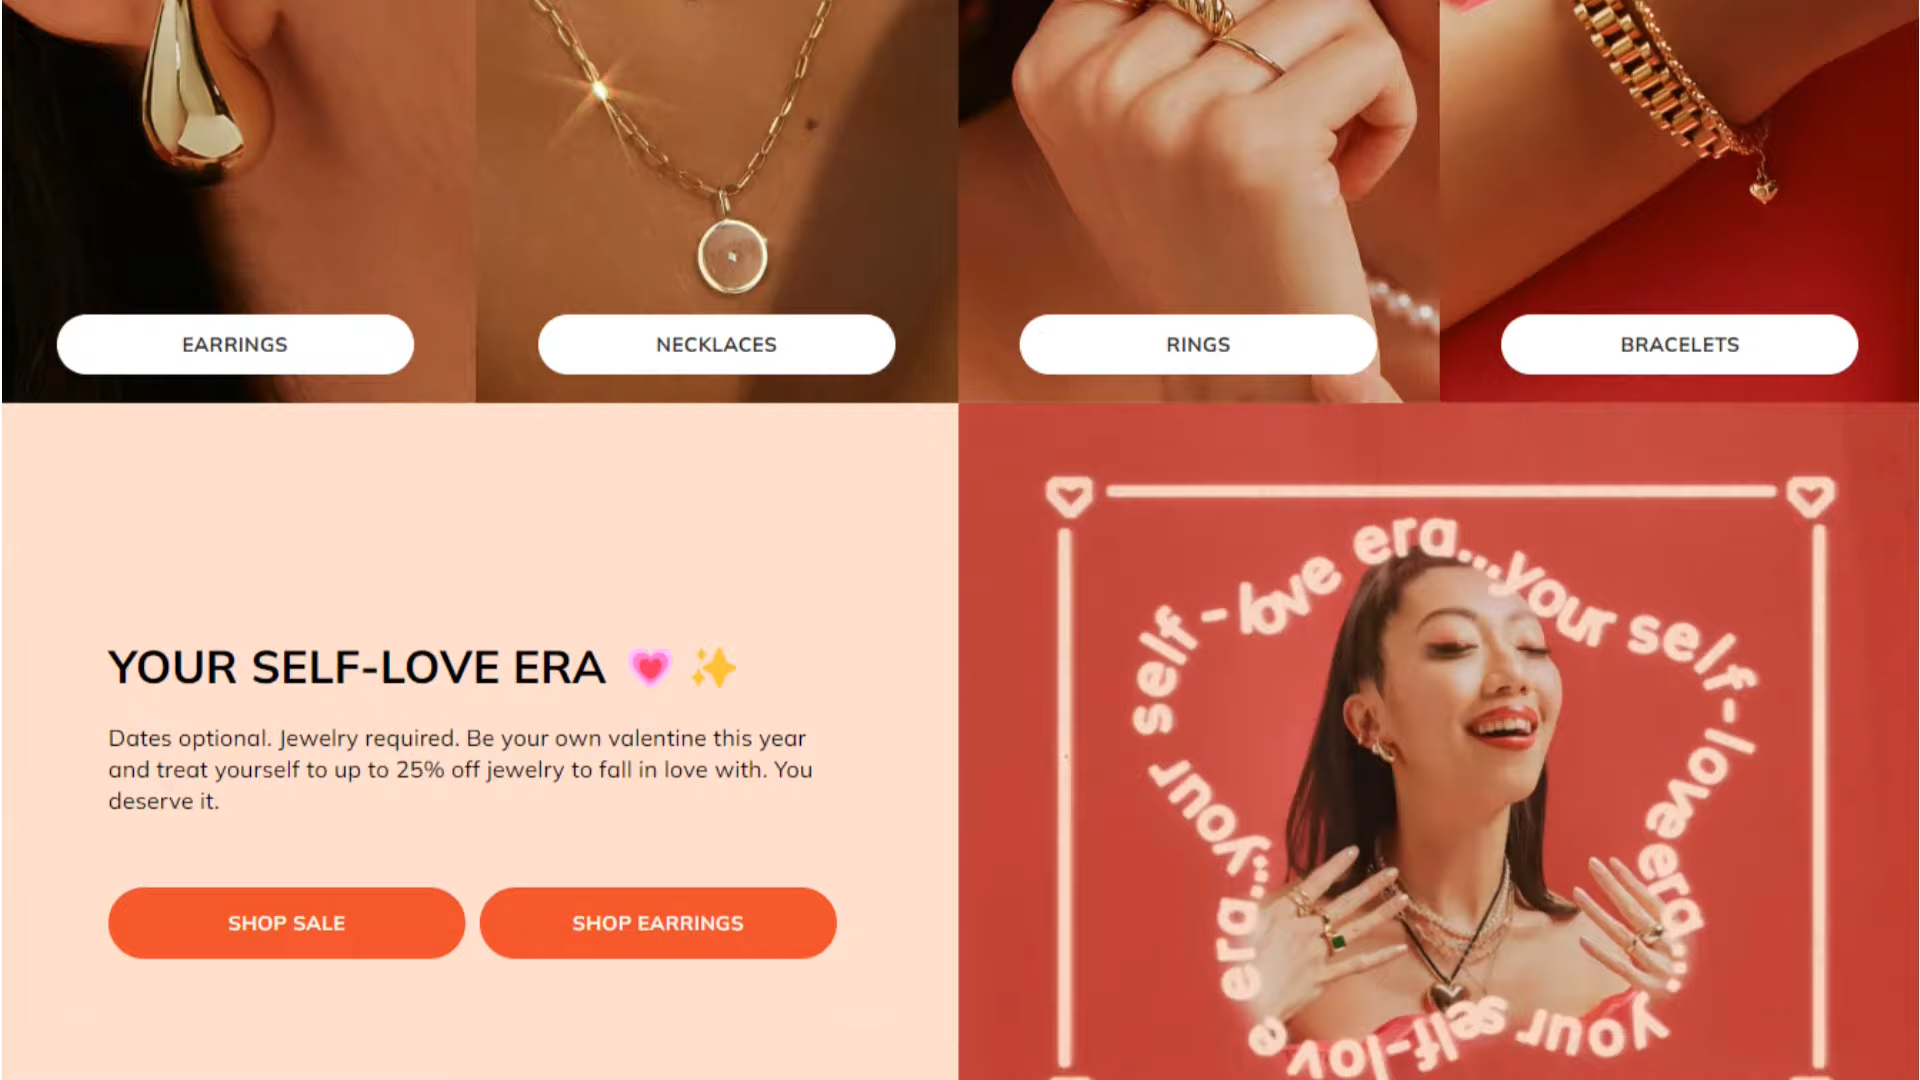 EARRINGS
NECKLACES
RINGS
BRACELETS
YOUR SELF-LOVE ERA 💗 ✨
Dates optional. Jewelry required. Be your own valentine this year
and treat yourself to up to 25% off jewelry to fall in love with. You
deserve it.
SHOP SALE
SHOP EARRINGS
your self-love era...your self-love era...your self-love era...